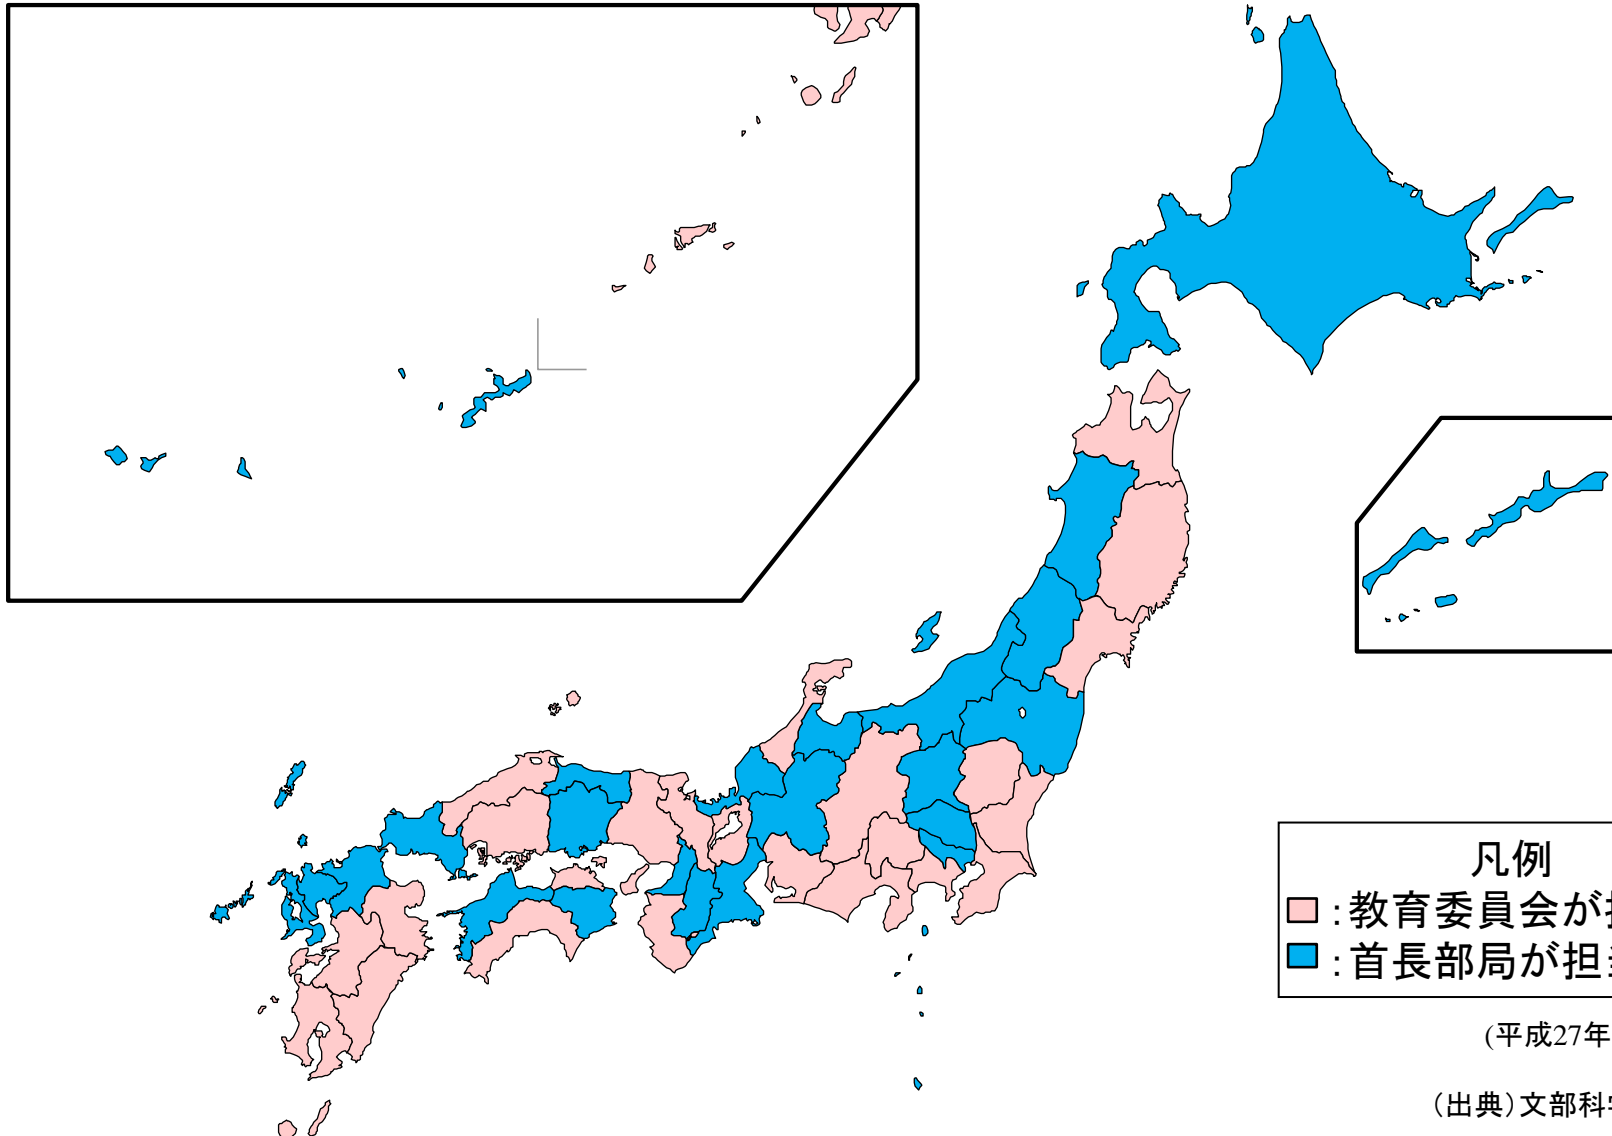 凡例
:教育委員会が
:首長部局が担
(平成27年
（出典）文部科